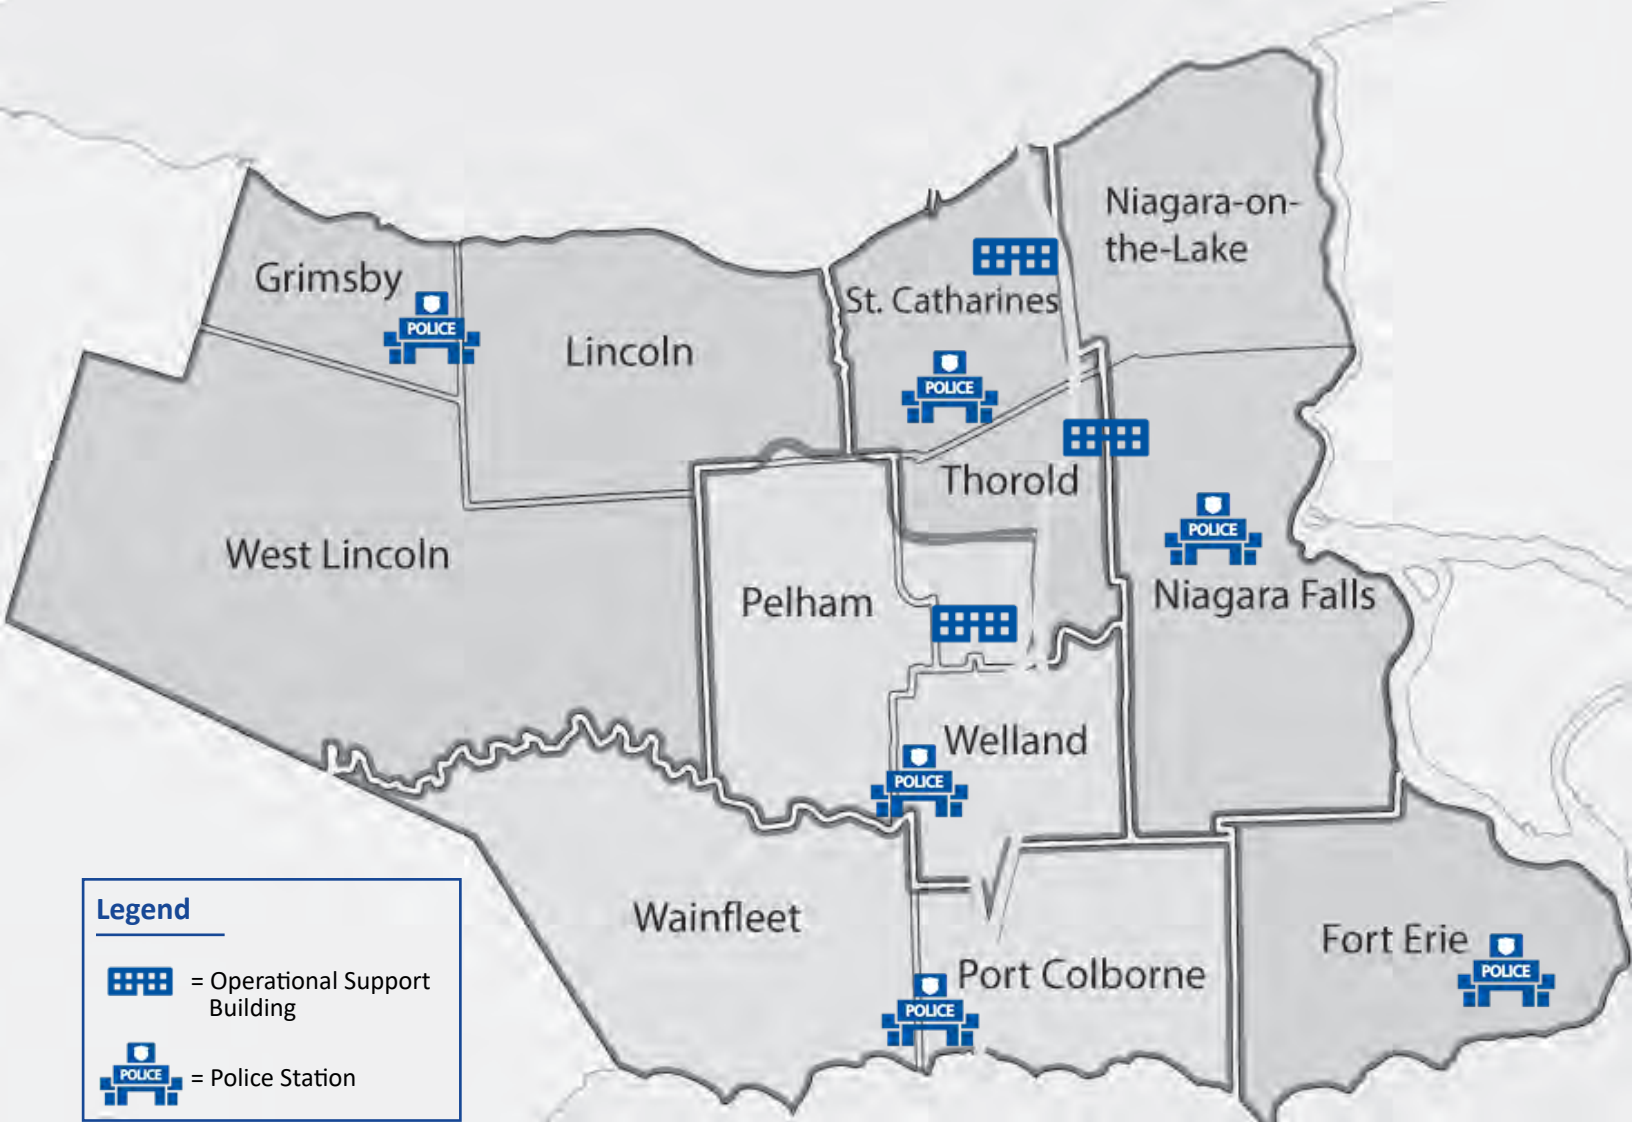 Niagara-on-
the-Lake
Grimsby
POLICE
St. Catharines
Lincoln
POLICE
Thorold
POLICE
West Lincoln
Pelham
Niagara Falls
Welland
POLICE
Wainfleet
Port Colborne
POLICE
Fort Erie
POLICE
Legend
= Operational Support
Building
POLICE
= Police Station